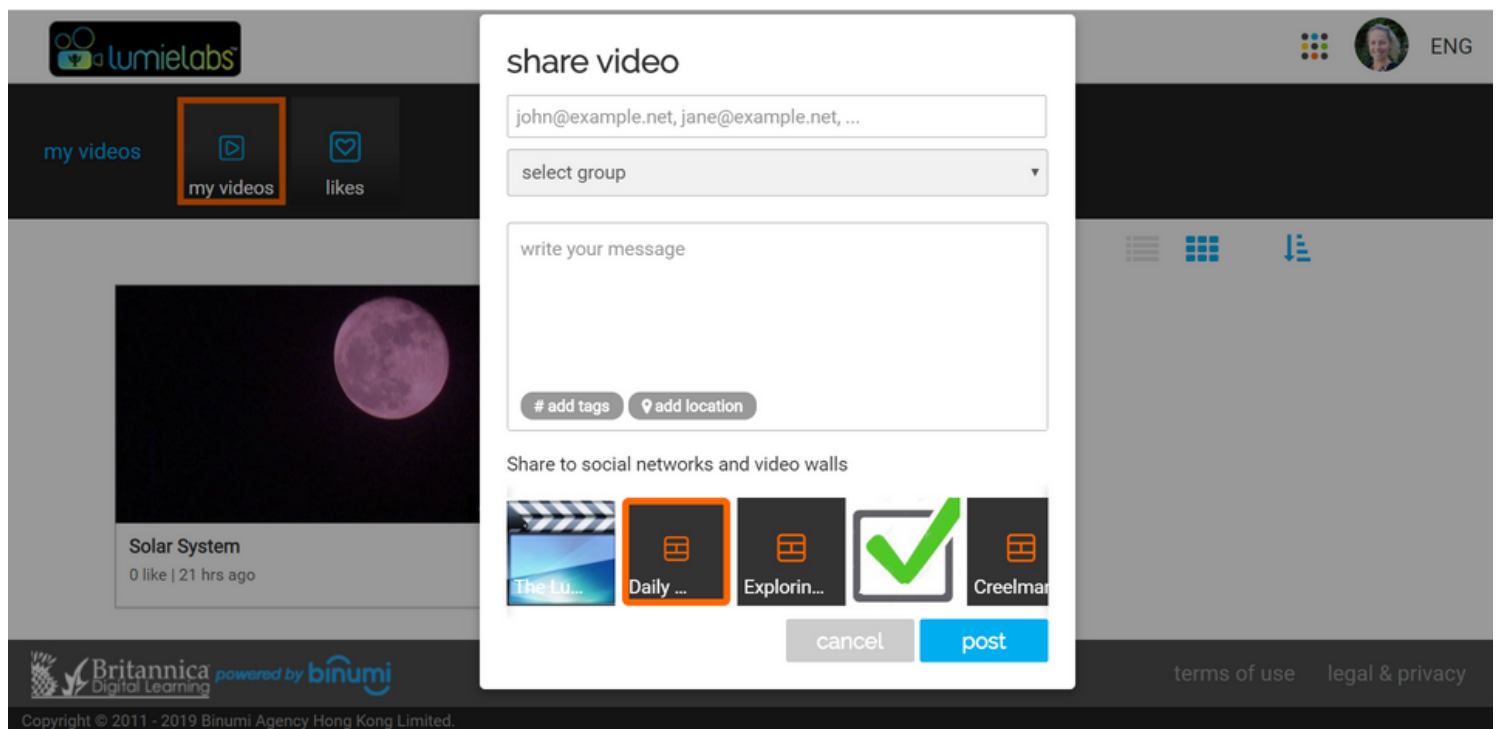 lumielabs
ENG
my videos
my videos
likes
share video
john@example.net, jane@example.net, ...
select group
write your message
# add tags
add location
Share to social networks and video walls
The Lu...
Daily ...
Explorin...
Creelmar
cancel
post
Solar System
0 like | 21 hrs ago
Britannica
Digital Learning
powered by binumi
terms of use
legal & privacy
Copyright © 2011 - 2019 Binumi Agency Hong Kong Limited.